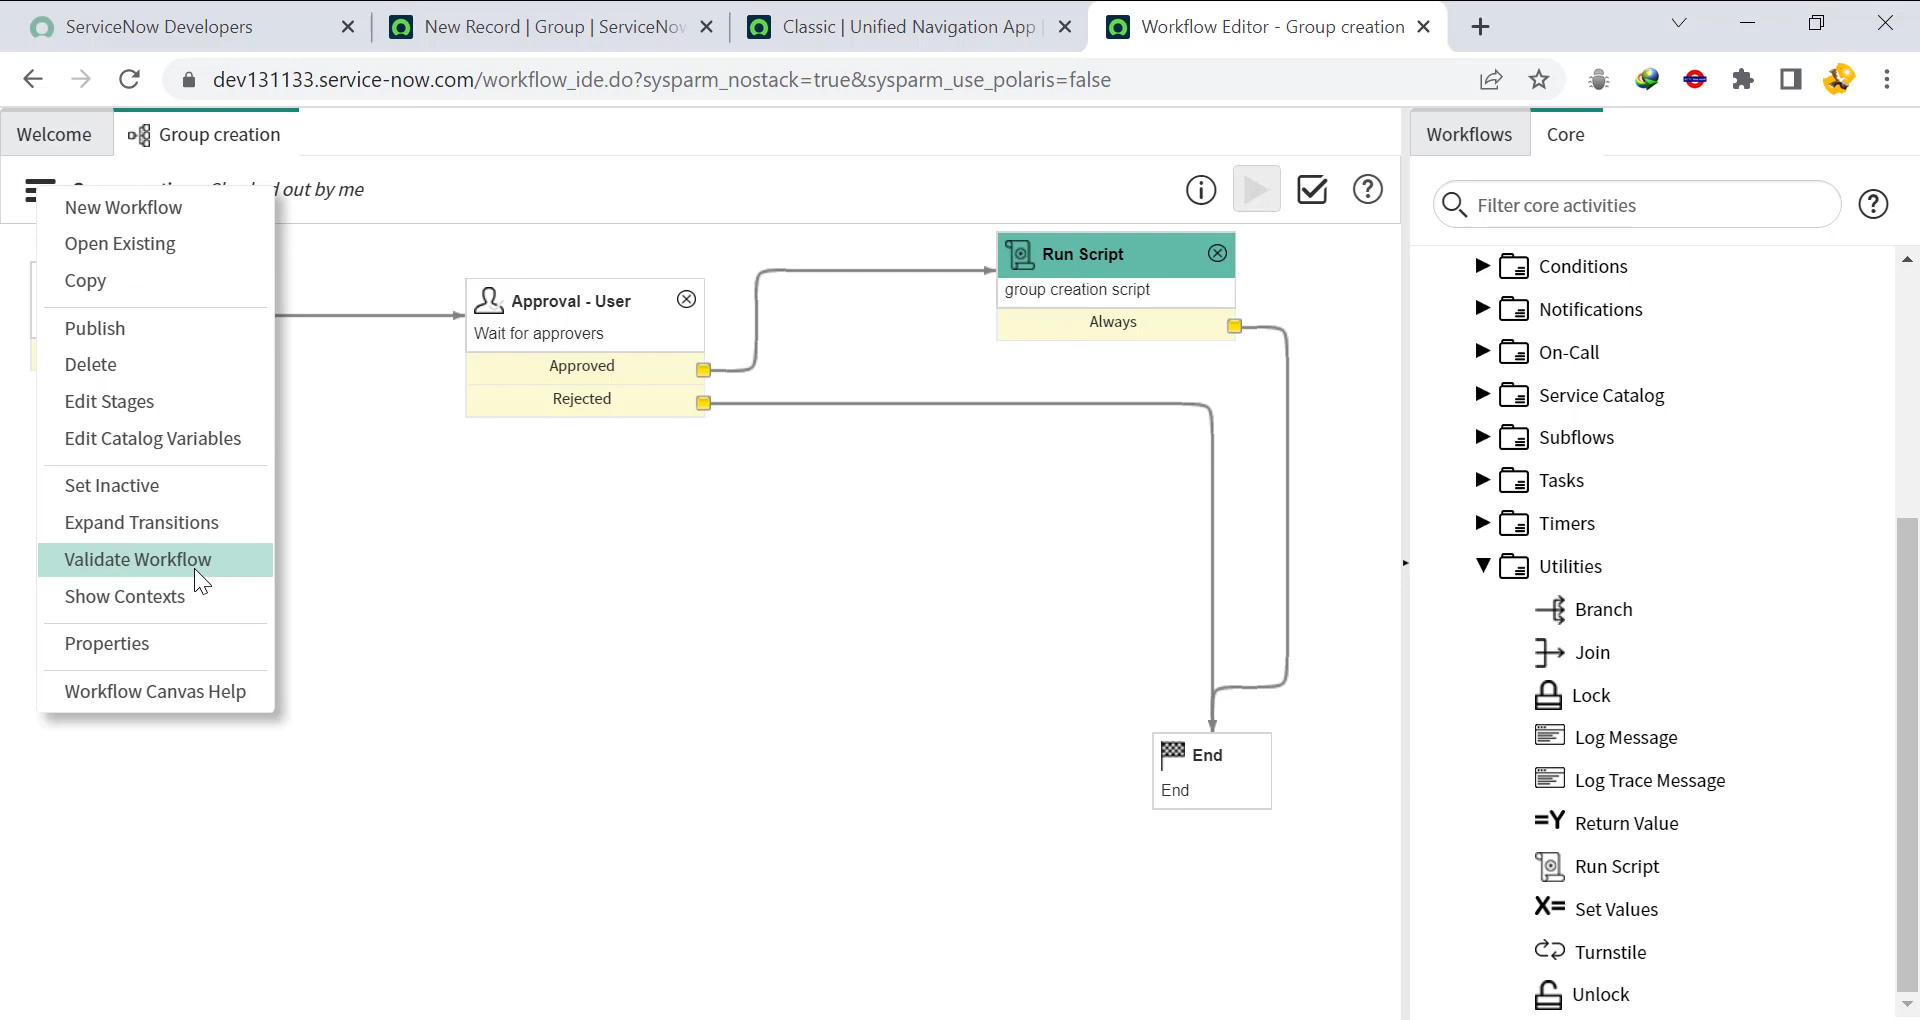 ServiceNow Developers
New Record | Group | ServiceNow
Classic | Unified Navigation App
Workflow Editor - Group creation
dev131133.service-now.com/workflow_ide.do?sysparm_nostack=true&sysparm_use_polaris=false
Welcome
Group creation
out by me
New Workflow
Open Existing
Copy
Publish
Delete
Edit Stages
Edit Catalog Variables
Set Inactive
Expand Transitions
Validate Workflow
Show Contexts
Properties
Workflow Canvas Help
Approval - User
Wait for approvers
Approved
Rejected
Run Script
group creation script
Always
End
End
Workflows
Core
Filter core activities
Conditions
Notifications
On-Call
Service Catalog
Subflows
Tasks
Timers
Utilities
Branch
Join
Lock
Log Message
Log Trace Message
=Y Return Value
Run Script
X= Set Values
Turnstile
Unlock